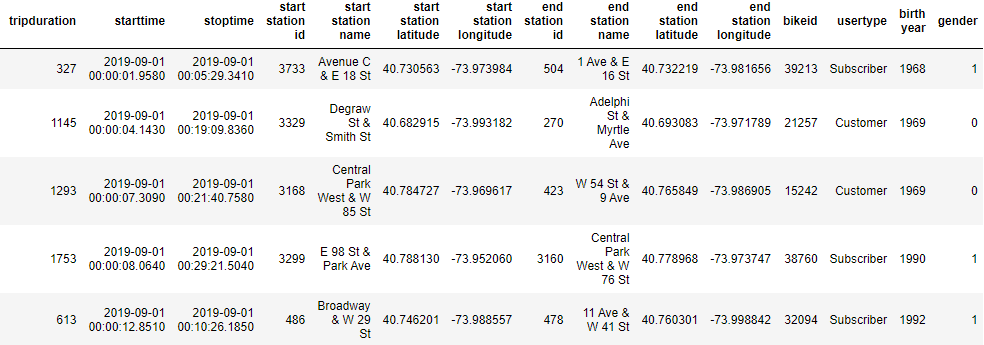 tripduration starttime stoptime start station id start station name start station latitude start station longitude end station id end station name end station latitude end station longitude bikeid usertype birth year gender
327 2019-09-01 00:00:01.9580 2019-09-01 00:05:29.3410 3733 Avenue C & E 18 St 40.730563 -73.973984 504 1 Ave & E 16 St 40.732219 -73.981656 39213 Subscriber 1968 1
1145 2019-09-01 00:00:04.1430 2019-09-01 00:19:09.8360 3329 Degraw St & Smith St 40.682915 -73.993182 270 Adelphi St & Myrtle Ave 40.693083 -73.971789 21257 Customer 1969 0
1293 2019-09-01 00:00:07.3090 2019-09-01 00:21:40.7580 3168 Central Park West & W 85 St 40.784727 -73.969617 423 W 54 St & 9 Ave 40.765849 -73.986905 15242 Customer 1969 0
1753 2019-09-01 00:00:08.0640 2019-09-01 00:29:21.5040 3299 E 98 St & Park Ave 40.788130 -73.952060 3160 Central Park West & W 76 St 40.778968 -73.973747 38760 Subscriber 1990 1
613 2019-09-01 00:00:12.8510 2019-09-01 00:10:26.1850 486 Broadway & W 29 St 40.746201 -73.988557 478 11 Ave & W 41 St 40.760301 -73.998842 32094 Subscriber 1992 1